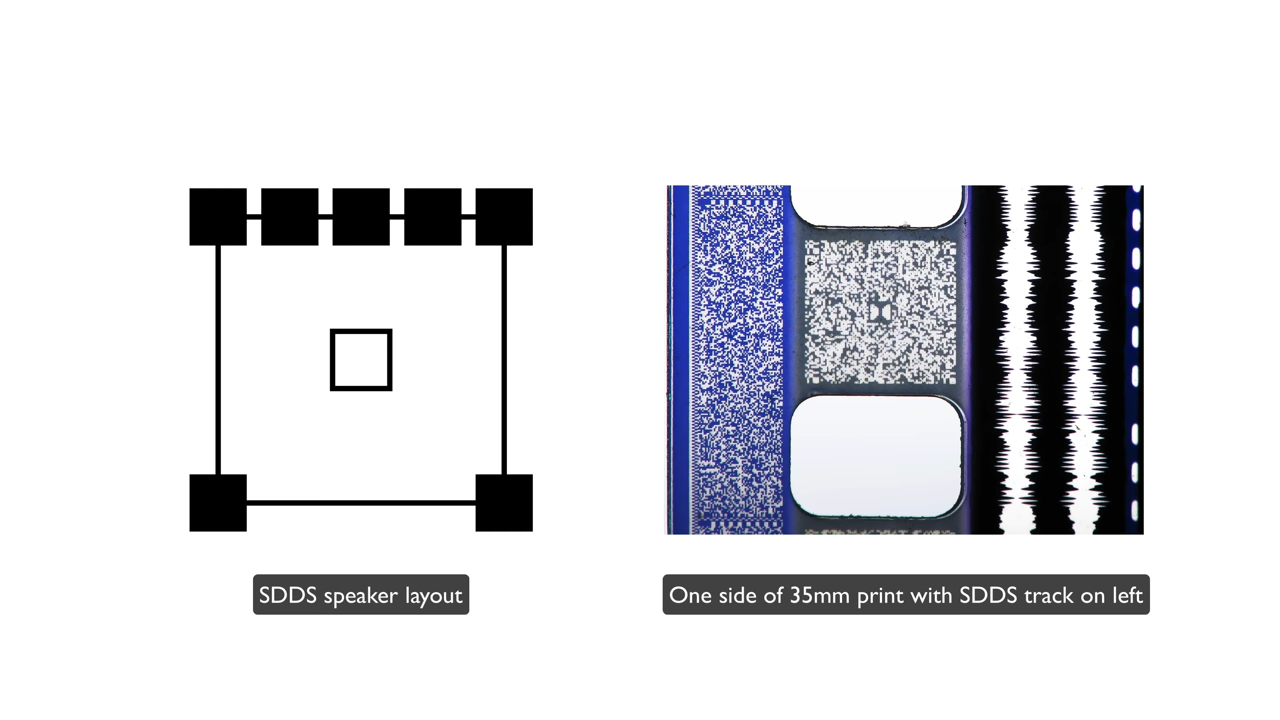 SDDS speaker layout
One side of 35mm print with SDDS track on left